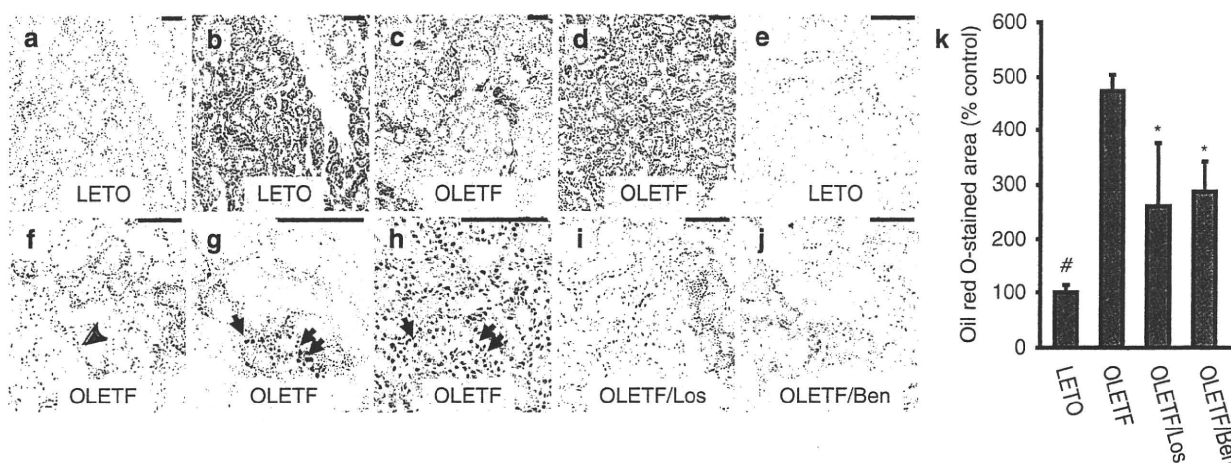 a
LETO
b
LETO
c
OLETF
d
OLETF
e
LETO
f
OLETF
g
OLETF
h
OLETF
i
OLETF/Los
j
OLETF/Ben
k
Oil red O-stained area (% control)
600
500
400
300
200
100
0
#
*
*
LETO
OLETF
OLETF/Los
OLETF/Ben